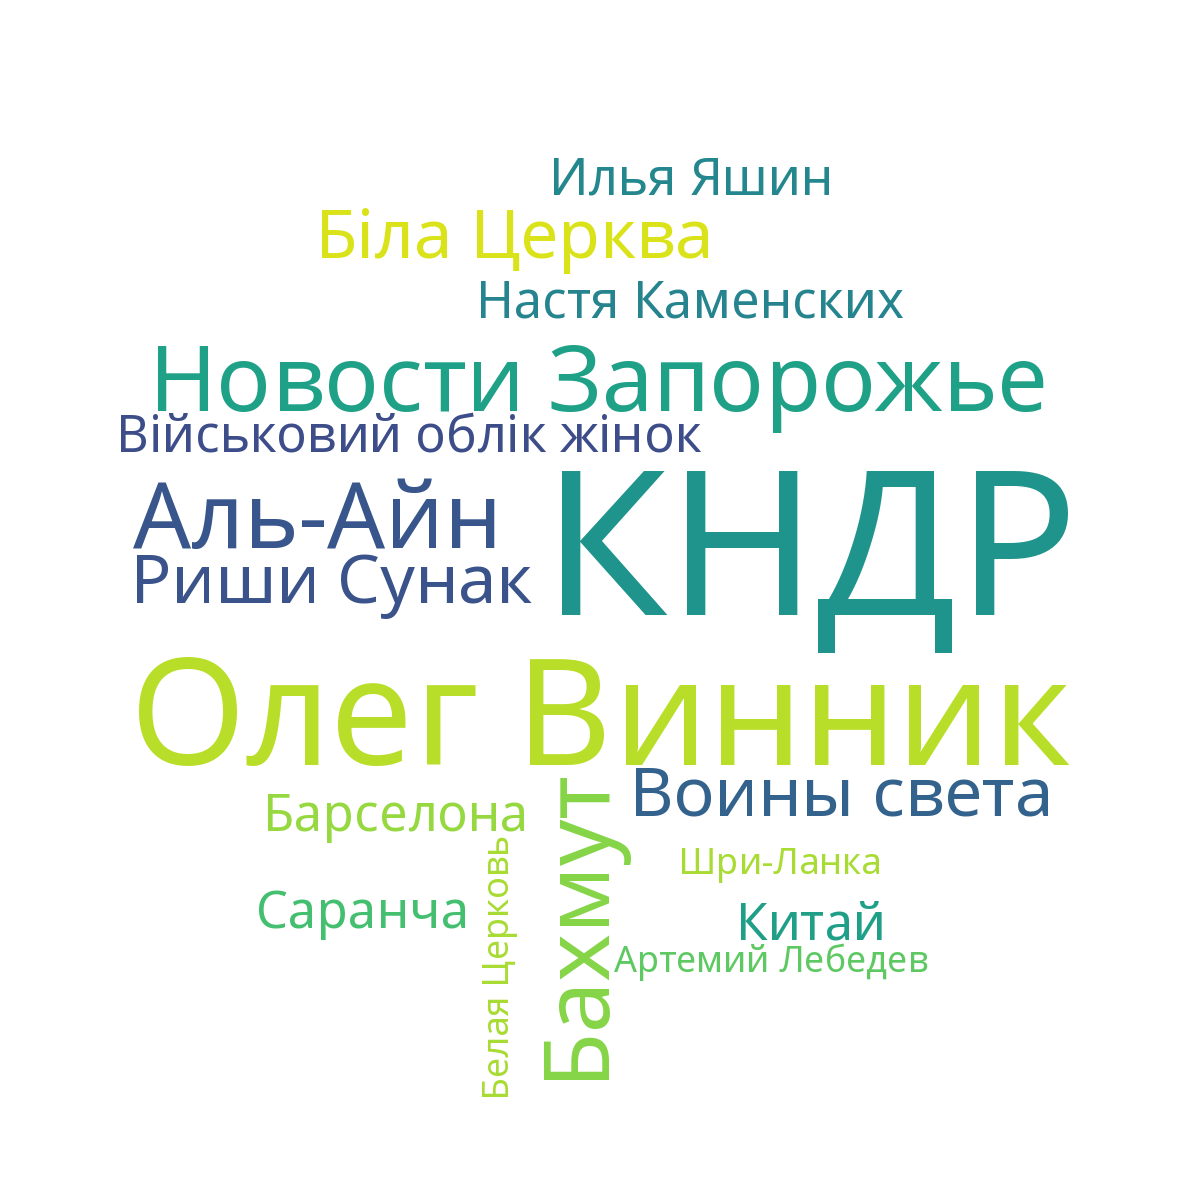 Илья Яшин
Біла Церква
Настя Каменских
Новости Запорожье
Військовий облік жінок
КНДР
Аль-Айн
Риши Сунак
Олег Винник
Воины света
Барселона
Бахмут
Белая Церковь
Шри-Ланка
Саранча
Китай
Артемий Лебедев